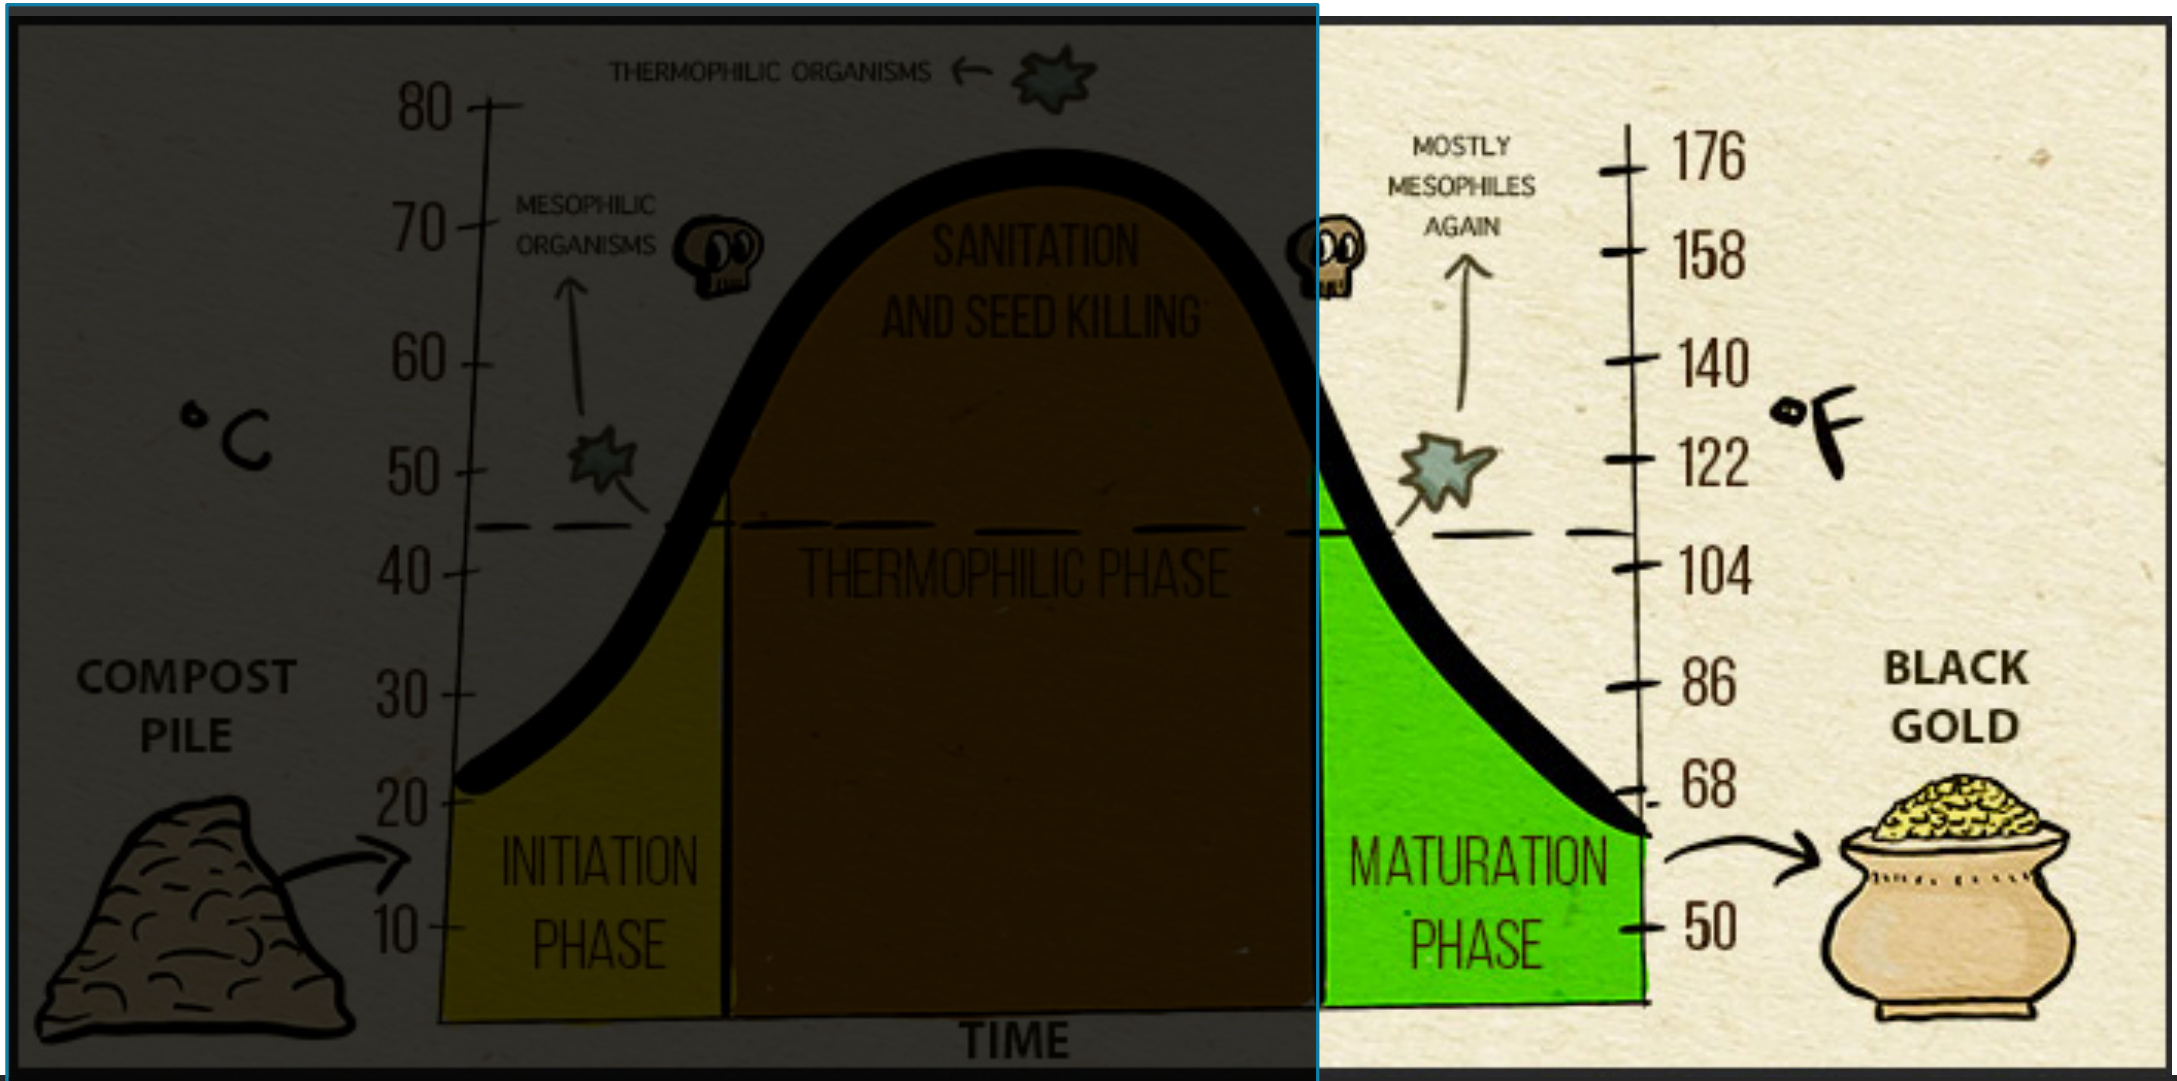 THERMOPHILIC ORGANISMS
MESOPHILIC
ORGANISMS
MOSTLY
MESOPHILES
AGAIN
80
70
60
50
40
30
20
10
°C
SANITATION
AND SEED KILLING
THERMOPHILIC PHASE
176
158
140
122
104
86
68
50
°F
COMPOST
PILE
INITIATION
PHASE
MATURATION
PHASE
BLACK
GOLD
TIME